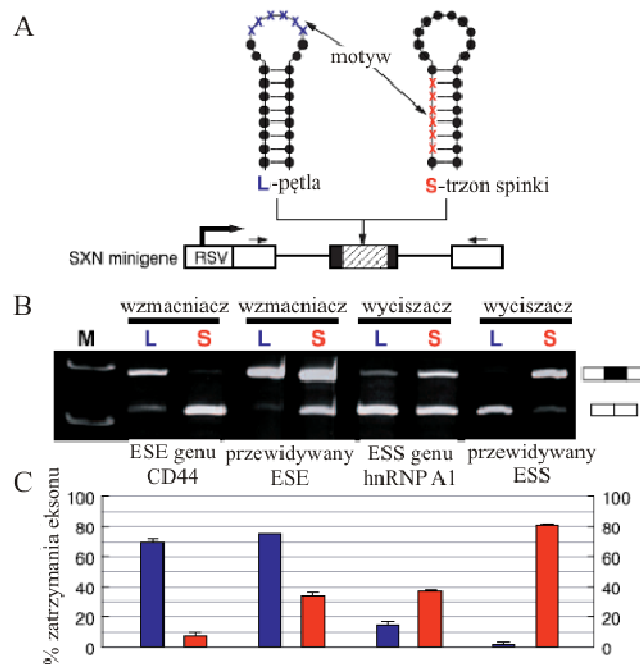 A
motyw
L-pętla
S-trzon spinki
SXN minigene
RSV
B
wzmacniacz wzmacniacz wyciszacz wyciszacz
M L S L S L S L S
ESE genu CD44
przewidywany ESE
ESS genu hnRNP A1
przewidywany ESS
C
% zatrzymania eksonu
100 100
80 80
60 60
40 40
20 20
0 0